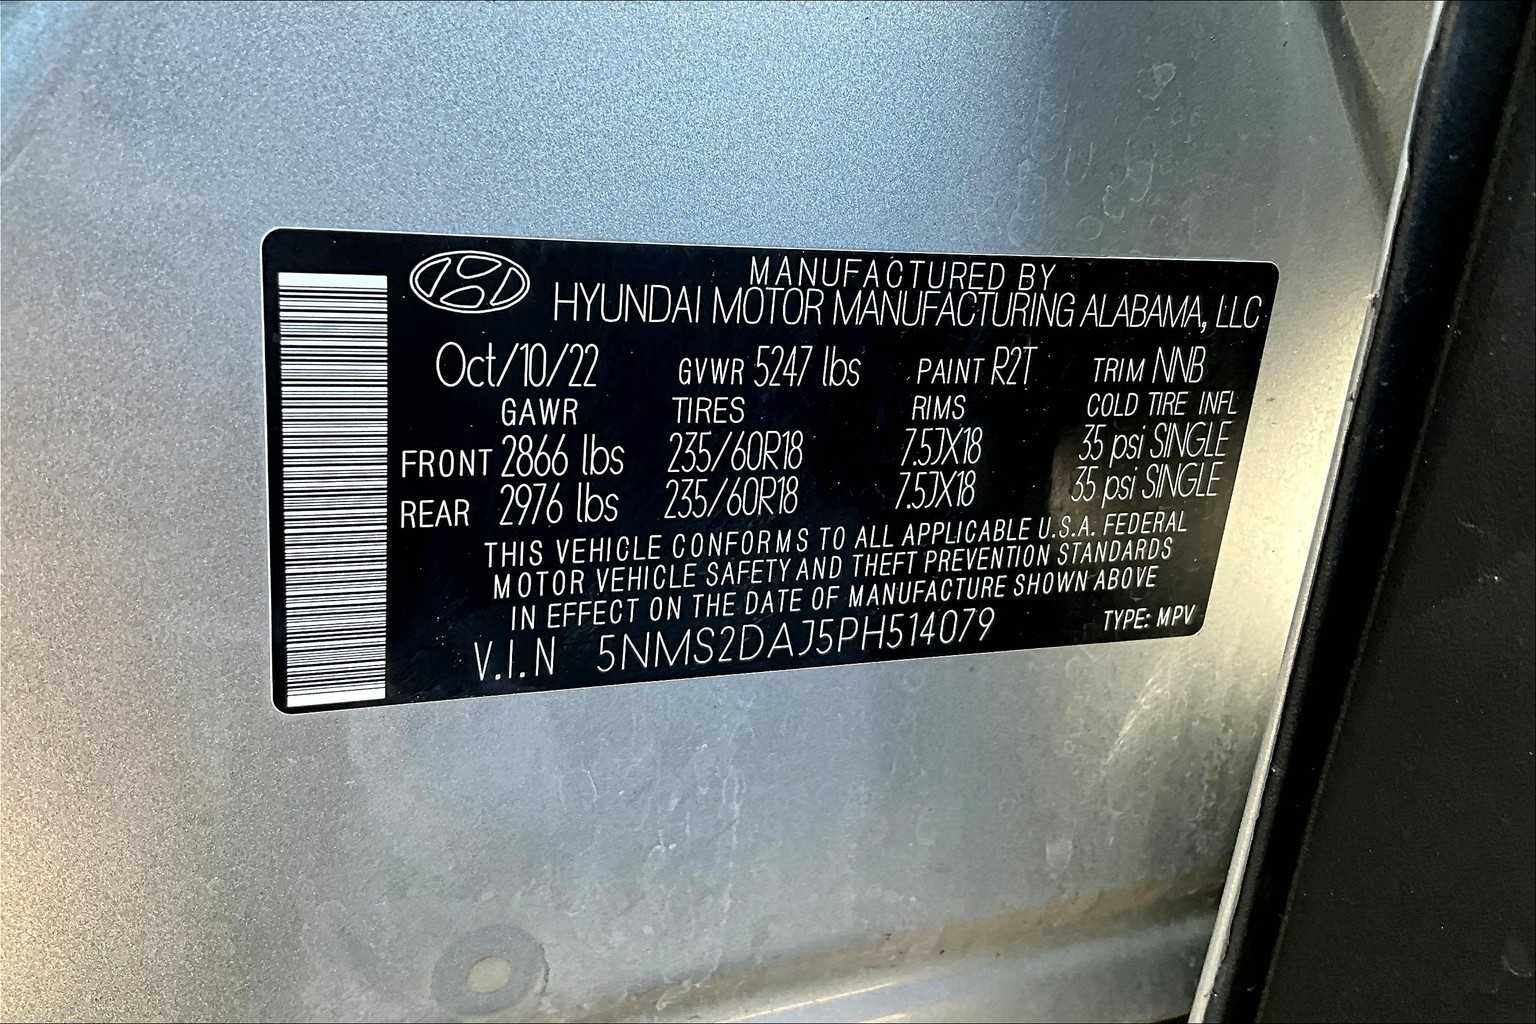 MANUFACTURED BY
HYUNDAI MOTOR MANUFACTURING ALABAMA, LLC
Oct/10/22 GVWR 5247 lbs PAINT R2T TRIM NNB
GAWR TIRES RIMS COLD TIRE INFL
FRONT 2866 lbs 235/60R18 7.5JX18 35 psi SINGLE
REAR 2976 lbs 235/60R18 7.5JX18 35 psi SINGLE
THIS VEHICLE CONFORMS TO ALL APPLICABLE U.S.A. FEDERAL
MOTOR VEHICLE SAFETY AND THEFT PREVENTION STANDARDS
IN EFFECT ON THE DATE OF MANUFACTURE SHOWN ABOVE
V.I.N 5NMS2DAJ5PH514079 TYPE: MPV